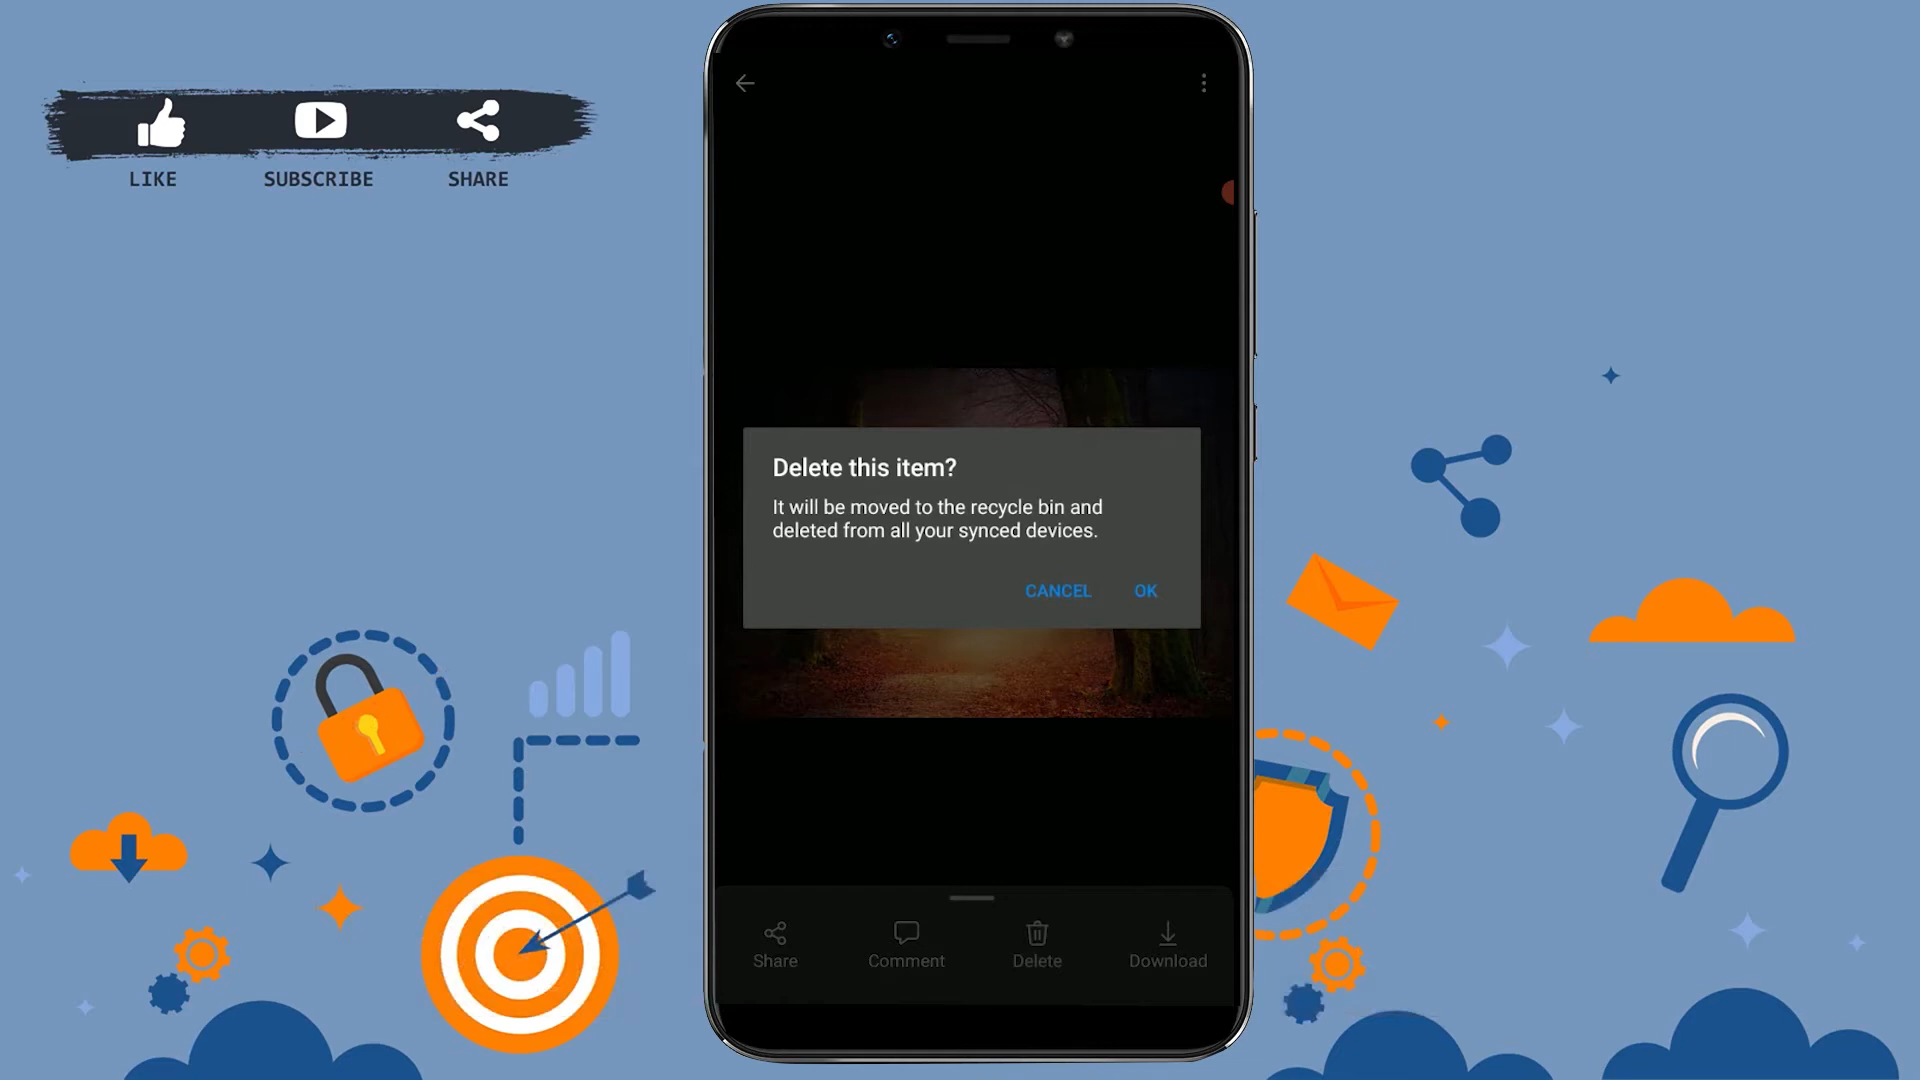 LIKE SUBSCRIBE SHARE
Delete this item?
It will be moved to the recycle bin and
deleted from all your synced devices.
CANCEL OK
Share Comment Delete Download